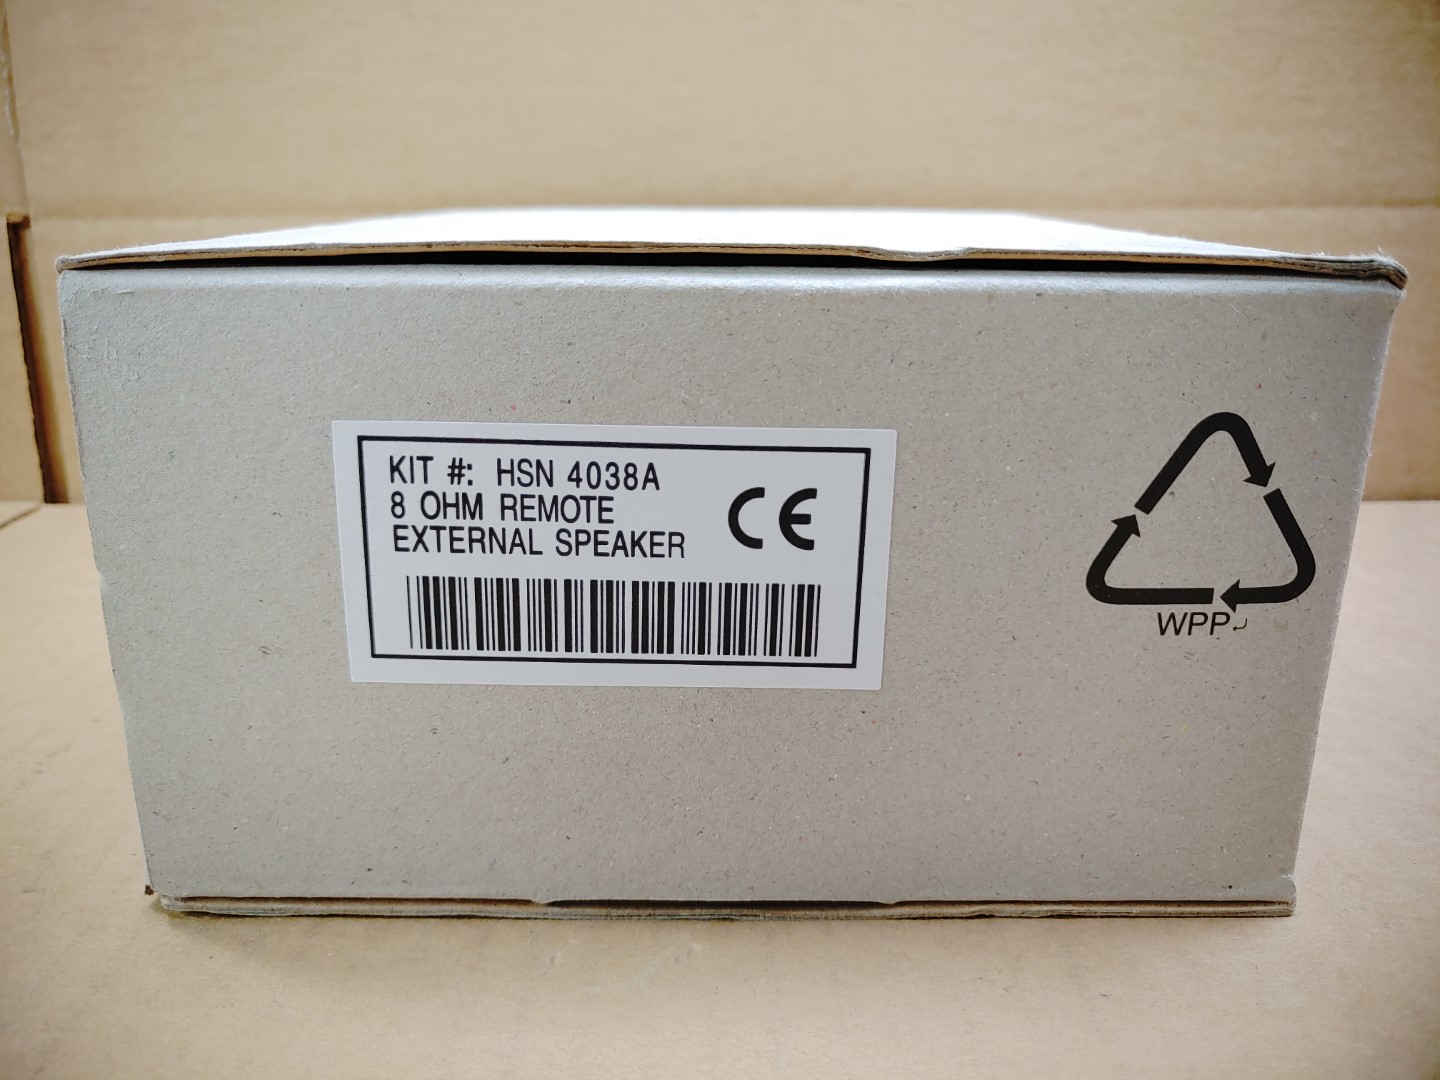 KIT #: HSN 4038A
8 OHM REMOTE
EXTERNAL SPEAKER
CE
WPP↲